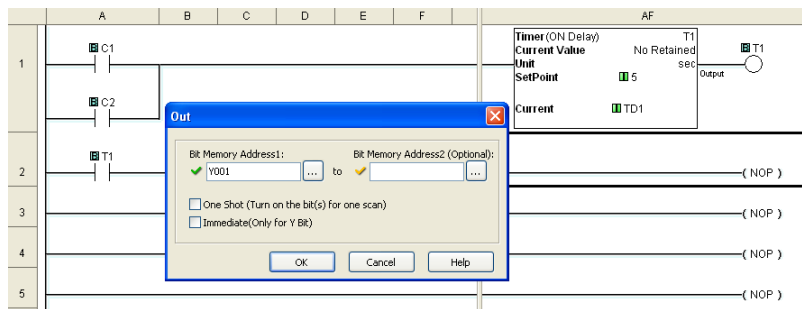 A B C D E F AF
Timer(ON Delay) T1
B C1
Current Value No Retained
B T1
1
Unit sec
Output
SetPoint 5
B C2
Current TD1
Out
B T1
Bit Memory Address1: Bit Memory Address2 (Optional):
2
Y001 ... to ...
( NOP )
One Shot (Turn on the bit(s) for one scan)
3
( NOP )
Immediate(Only for Y Bit)
4
( NOP )
OK Cancel Help
5
( NOP )